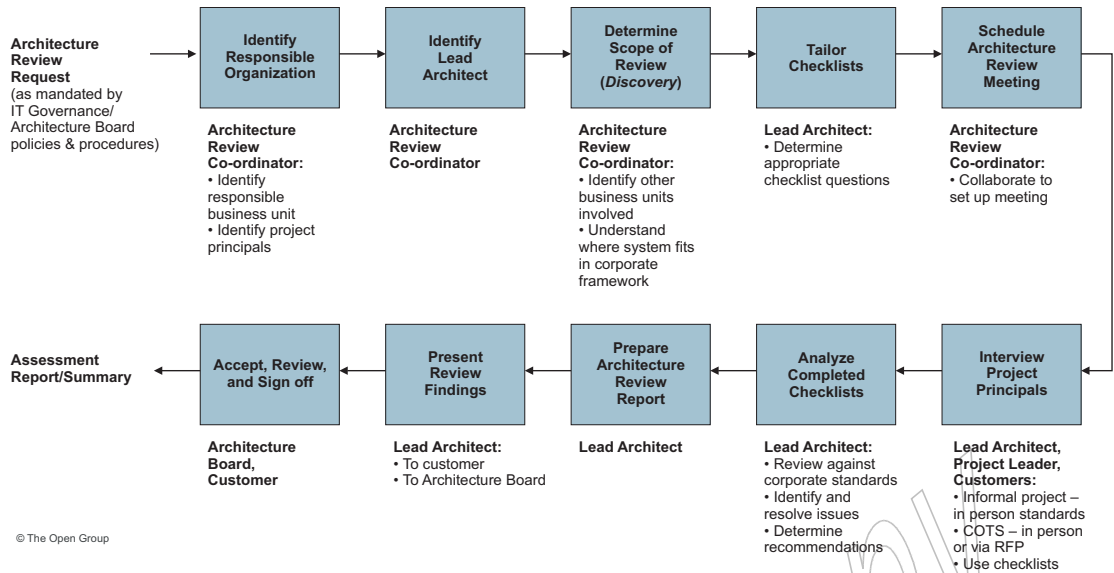 Architecture
Review
Request
(as mandated by
IT Governance/
Architecture Board
policies & procedures)
Identify
Responsible
Organization
Identify
Lead
Architect
Determine
Scope of
Review
(Discovery)
Tailor
Checklists
Schedule
Architecture
Review
Meeting
Architecture
Review
Co-ordinator:
• Identify
responsible
business unit
• Identify project
principals
Architecture
Review
Co-ordinator
Architecture
Review
Co-ordinator:
• Identify other
business units
involved
• Understand
where system fits
in corporate
framework
Lead Architect:
• Determine
appropriate
checklist questions
Architecture
Review
Co-ordinator:
• Collaborate to
set up meeting
Assessment
Report/Summary
Accept, Review,
and Sign off
Present
Review
Findings
Prepare
Architecture
Review
Report
Analyze
Completed
Checklists
Interview
Project
Principals
Architecture
Board,
Customer
Lead Architect:
• To customer
• To Architecture Board
Lead Architect
Lead Architect:
• Review against
corporate standards
• Identify and
resolve issues
• Determine
recommendations
Lead Architect,
Project Leader,
Customers:
• Informal project –
in person standards
• COTS – in person
or via RFP
• Use checklists
© The Open Group